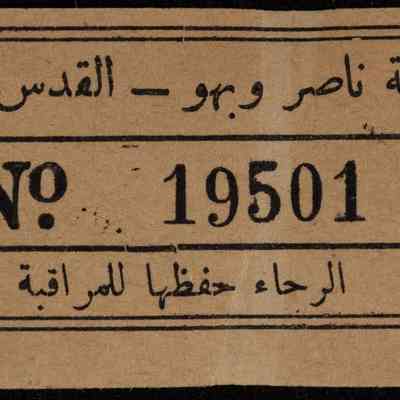 ة ناصر وبهو — القدس
No 19501
الرجاء حفظها للمراقبة